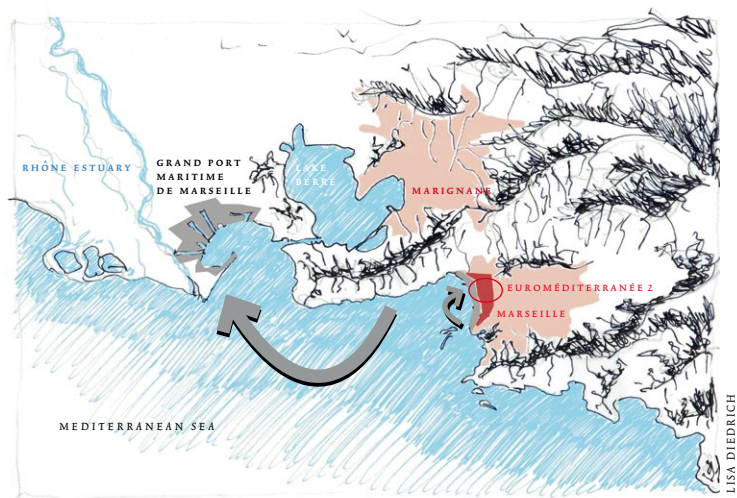 RHÔNE ESTUARY
GRAND PORT
MARITIME
DE MARSEILLE
LAKE
BERRE
MARIGNANE
EUROMÉDITERRANÉE 2
MARSEILLE
MEDITERRANEAN SEA
LISA DIEDRICH